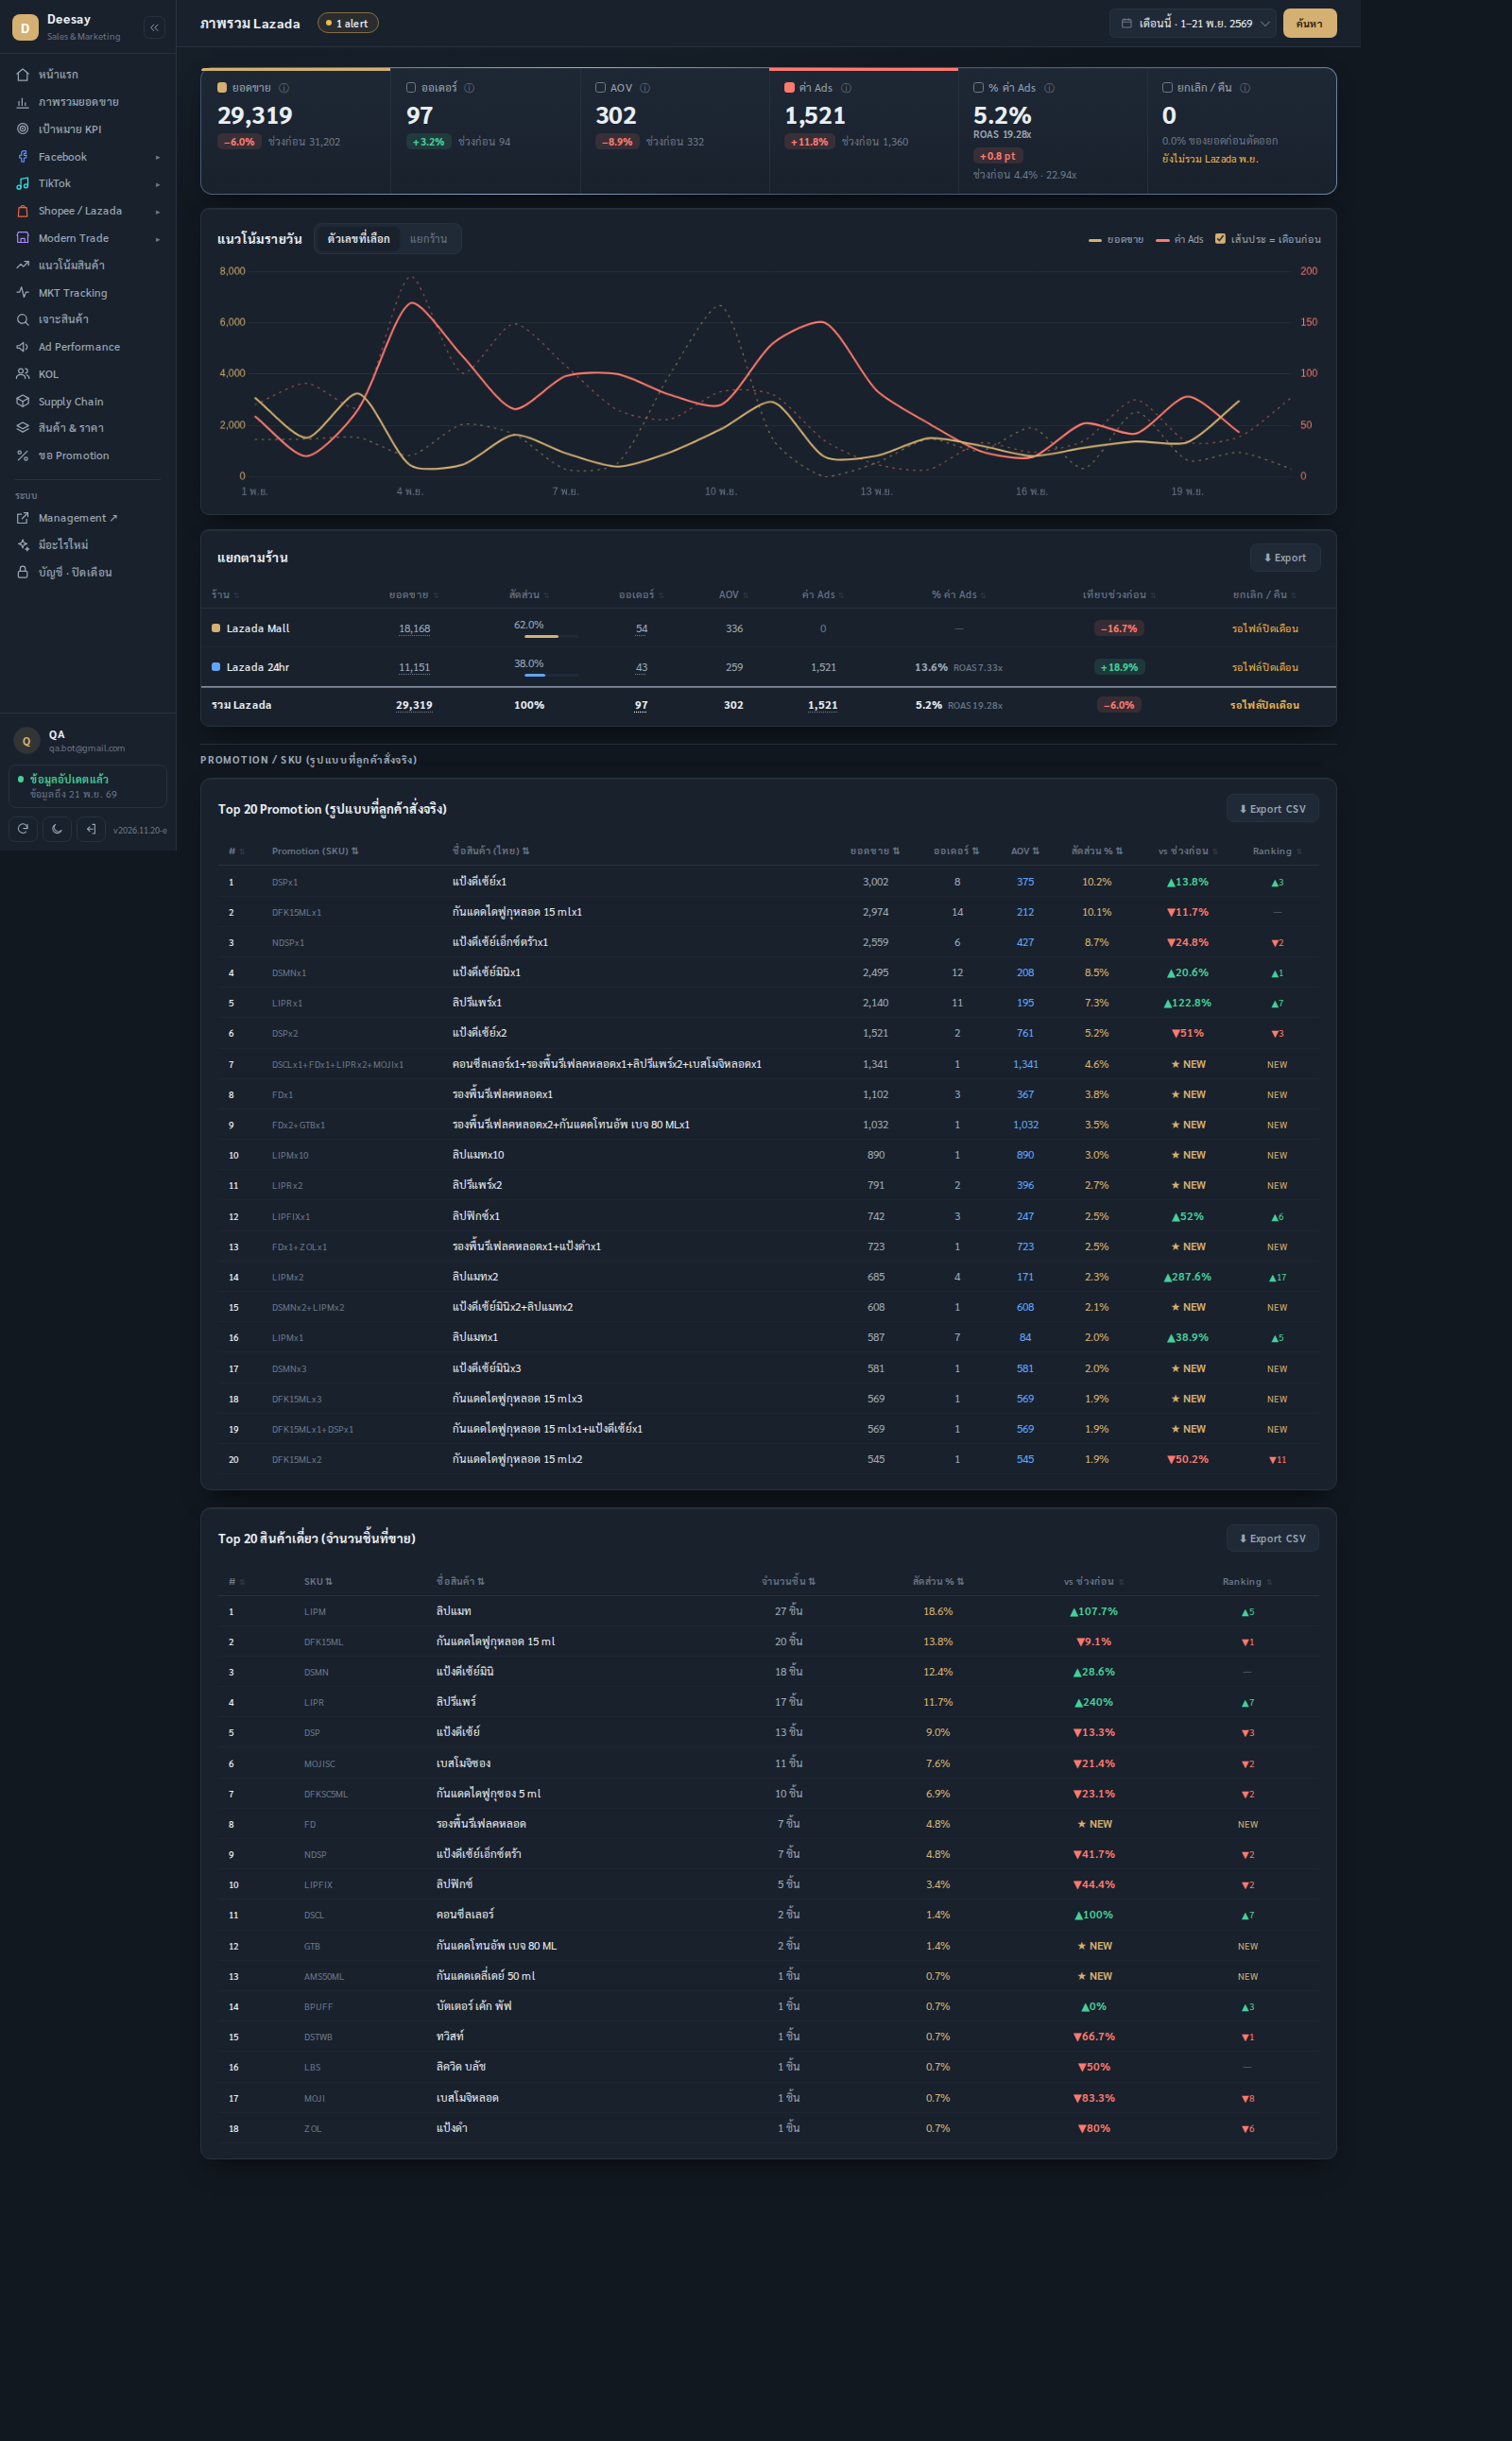 Deesay
Sales & Marketing
หน้าแรก
ภาพรวมยอดขาย
เป้าหมาย KPI
Facebook
TikTok
Shopee / Lazada
Modern Trade
แนวโน้มสินค้า
MKT Tracking
เจาะสินค้า
Ad Performance
KOL
Supply Chain
สินค้า & ราคา
ขอ Promotion
ระบบ
Management ↗
มีอะไรใหม่
บัญชี · ปิดเดือน
Q
QA
qa.bot@gmail.com
ข้อมูลอัปเดตแล้ว
ข้อมูลถึง 21 พ.ย. 69
ภาพรวม Lazada
1 alert
เดือนนี้ · 1–21 พ.ย. 2569
ค้นหา
ยอดขาย ⓘ
29,319
−6.0% ช่วงก่อน 31,202
ออเดอร์ ⓘ
97
+3.2% ช่วงก่อน 94
AOV ⓘ
302
−8.9% ช่วงก่อน 332
ค่า Ads ⓘ
1,521
+11.8% ช่วงก่อน 1,360
% ค่า Ads ⓘ
5.2%
ROAS 19.28x
+0.8 pt
ช่วงก่อน 4.4% · 22.94x
ยกเลิก / คืน ⓘ
0
0.0% ของยอดก่อนตัดออก
ยังไม่รวม Lazada พ.ย.
แนวโน้มรายวัน ตัวเลขที่เลือก แยกร้าน
ยอดขาย ค่า Ads เส้นประ = เดือนก่อน
8,000 200
6,000 150
4,000 100
2,000 50
0 0
1 พ.ย. 4 พ.ย. 7 พ.ย. 10 พ.ย. 13 พ.ย. 16 พ.ย. 19 พ.ย.
แยกตามร้าน
⬇ Export
ร้าน ยอดขาย สัดส่วน ออเดอร์ AOV ค่า Ads % ค่า Ads เทียบช่วงก่อน ยกเลิก / คืน
Lazada Mall 18,168 62.0% 54 336 0 — −16.7% รอไฟล์ปิดเดือน
Lazada 24hr 11,151 38.0% 43 259 1,521 13.6% ROAS 7.33x +18.9% รอไฟล์ปิดเดือน
รวม Lazada 29,319 100% 97 302 1,521 5.2% ROAS 19.28x −6.0% รอไฟล์ปิดเดือน
PROMOTION / SKU (รูปแบบที่ลูกค้าสั่งจริง)
Top 20 Promotion (รูปแบบที่ลูกค้าสั่งจริง)
⬇ Export CSV
# Promotion (SKU) ชื่อสินค้า (ไทย) ยอดขาย ออเดอร์ AOV สัดส่วน % vs ช่วงก่อน Ranking
1 DSPx1 แป้งดีเซ้ย์x1 3,002 8 375 10.2% ▲13.8% ▲3
2 DFK15MLx1 กันแดดไดฟูกุหลอด 15 mlx1 2,974 14 212 10.1% ▼11.7% —
3 NDSPx1 แป้งดีเซ้ย์เอ็กซ์ตร้าx1 2,559 6 427 8.7% ▼24.8% ▼2
4 DSMNx1 แป้งดีเซ้ย์มินิx1 2,495 12 208 8.5% ▲20.6% ▲1
5 LIPRx1 ลิปรีแพร์x1 2,140 11 195 7.3% ▲122.8% ▲7
6 DSPx2 แป้งดีเซ้ย์x2 1,521 2 761 5.2% ▼51% ▼3
7 DSCLx1+FDx1+LIPRx2+MOJIx1 คอนซีลเลอร์x1+รองพื้นรีเฟลคหลอดx1+ลิปรีแพร์x2+เบสโมจิหลอดx1 1,341 1 1,341 4.6% ★ NEW NEW
8 FDx1 รองพื้นรีเฟลคหลอดx1 1,102 3 367 3.8% ★ NEW NEW
9 FDx2+GTBx1 รองพื้นรีเฟลคหลอดx2+กันแดดโทนอัพ เบจ 80 MLx1 1,032 1 1,032 3.5% ★ NEW NEW
10 LIPMx10 ลิปแมทx10 890 1 890 3.0% ★ NEW NEW
11 LIPRx2 ลิปรีแพร์x2 791 2 396 2.7% ★ NEW NEW
12 LIPFIXx1 ลิปฟิกซ์x1 742 3 247 2.5% ▲52% ▲6
13 FDx1+ZOLx1 รองพื้นรีเฟลคหลอดx1+แป้งดำx1 723 1 723 2.5% ★ NEW NEW
14 LIPMx2 ลิปแมทx2 685 4 171 2.3% ▲287.6% ▲17
15 DSMNx2+LIPMx2 แป้งดีเซ้ย์มินิx2+ลิปแมทx2 608 1 608 2.1% ★ NEW NEW
16 LIPMx1 ลิปแมทx1 587 7 84 2.0% ▲38.9% ▲5
17 DSMNx3 แป้งดีเซ้ย์มินิx3 581 1 581 2.0% ★ NEW NEW
18 DFK15MLx3 กันแดดไดฟูกุหลอด 15 mlx3 569 1 569 1.9% ★ NEW NEW
19 DFK15MLx1+DSPx1 กันแดดไดฟูกุหลอด 15 mlx1+แป้งดีเซ้ย์x1 569 1 569 1.9% ★ NEW NEW
20 DFK15MLx2 กันแดดไดฟูกุหลอด 15 mlx2 545 1 545 1.9% ▼50.2% ▼11
Top 20 สินค้าเดี่ยว (จำนวนชิ้นที่ขาย)
⬇ Export CSV
# SKU ชื่อสินค้า จำนวนชิ้น สัดส่วน % vs ช่วงก่อน Ranking
1 LIPM ลิปแมท 27 ชิ้น 18.6% ▲107.7% ▲5
2 DFK15ML กันแดดไดฟูกุหลอด 15 ml 20 ชิ้น 13.8% ▼9.1% ▼1
3 DSMN แป้งดีเซ้ย์มินิ 18 ชิ้น 12.4% ▲28.6% —
4 LIPR ลิปรีแพร์ 17 ชิ้น 11.7% ▲240% ▲7
5 DSP แป้งดีเซ้ย์ 13 ชิ้น 9.0% ▼13.3% ▼3
6 MOJISC เบสโมจิซอง 11 ชิ้น 7.6% ▼21.4% ▼2
7 DFKSC5ML กันแดดไดฟูกุซอง 5 ml 10 ชิ้น 6.9% ▼23.1% ▼2
8 FD รองพื้นรีเฟลคหลอด 7 ชิ้น 4.8% ★ NEW NEW
9 NDSP แป้งดีเซ้ย์เอ็กซ์ตร้า 7 ชิ้น 4.8% ▼41.7% ▼2
10 LIPFIX ลิปฟิกซ์ 5 ชิ้น 3.4% ▼44.4% ▼2
11 DSCL คอนซีลเลอร์ 2 ชิ้น 1.4% ▲100% ▲7
12 GTB กันแดดโทนอัพ เบจ 80 ML 2 ชิ้น 1.4% ★ NEW NEW
13 AMS50ML กันแดดเดลี่เดย์ 50 ml 1 ชิ้น 0.7% ★ NEW NEW
14 BPUFF บัตเตอร์ เค้ก พัฟ 1 ชิ้น 0.7% ▲0% ▲3
15 DSTWB ทวิสท์ 1 ชิ้น 0.7% ▼66.7% ▼1
16 LBS ลิควิด บลัช 1 ชิ้น 0.7% ▼50% —
17 MOJI เบสโมจิหลอด 1 ชิ้น 0.7% ▼83.3% ▼8
18 ZOL แป้งดำ 1 ชิ้น 0.7% ▼80% ▼6